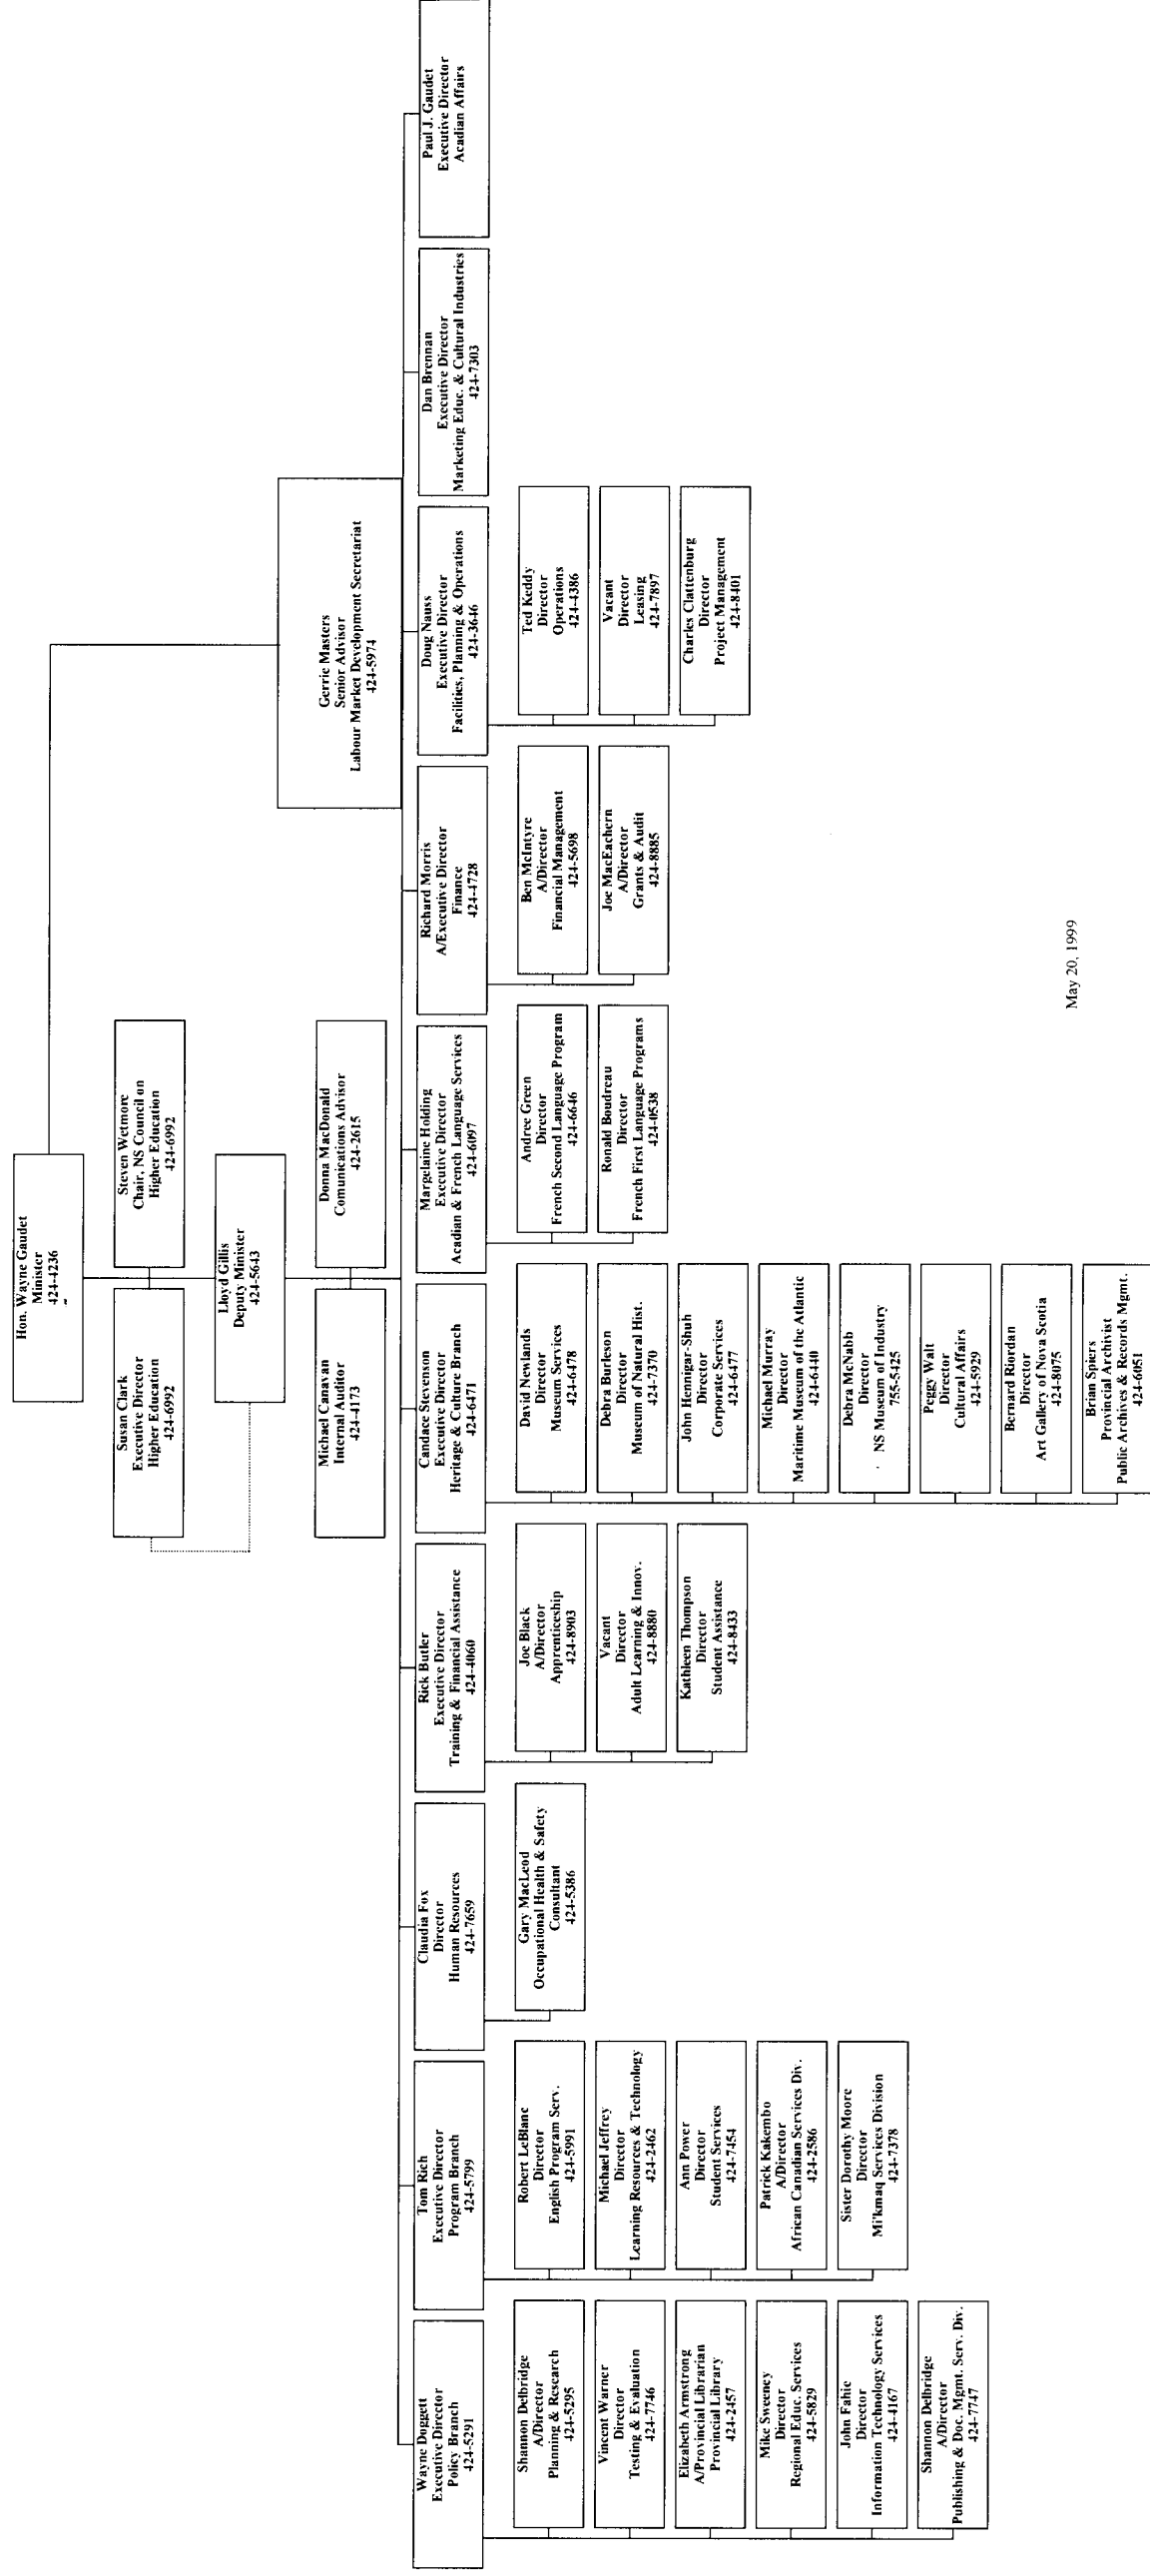 Hon. Wayne Gaudet
Minister
424-4236
Susan Clark
Executive Director
Higher Education
424-6992
Steven Wetmore
Chair, NS Council on
Higher Education
424-6992
Lloyd Gillis
Deputy Minister
424-5643
Michael Canavan
Internal Auditor
424-4173
Donna MacDonald
Comunications Advisor
424-2615
Gerrie Masters
Senior Advisor
Labour Market Development Secretariat
424-5974
Wayne Doggett
Executive Director
Policy Branch
424-5291
Shannon Delbridge
A/Director
Planning & Research
424-5295
Vincent Warner
Director
Testing & Evaluation
424-7746
Elizabeth Armstrong
A/Provincial Librarian
Provincial Library
424-2457
Mike Sweeney
Director
Regional Educ. Services
424-5829
John Fahie
Director
Information Technology Services
424-4167
Shannon Delbridge
A/Director
Publishing & Doc. Mgmt. Serv. Div.
424-7747
Tom Rich
Executive Director
Program Branch
424-5799
Robert LeBlanc
Director
English Program Serv.
424-5991
Michael Jeffrey
Director
Learning Resources & Technology
424-2462
Ann Power
Director
Student Services
424-7454
Patrick Kakembo
A/Director
African Canadian Services Div.
424-2586
Sister Dorothy Moore
Director
Mi'kmaq Services Division
424-7378
Claudia Fox
Director
Human Resources
424-7659
Gary MacLeod
Occupational Health & Safety
Consultant
424-5386
Rick Butler
Executive Director
Training & Financial Assistance
424-4060
Joe Black
A/Director
Apprenticeship
424-8903
Vacant
Director
Adult Learning & Innov.
424-8880
Kathleen Thompson
Director
Student Assistance
424-8433
Candace Stevenson
Executive Director
Heritage & Culture Branch
424-6471
David Newlands
Director
Museum Services
424-6478
Debra Burleson
Director
Museum of Natural Hist.
424-7370
John Hennigar-Shuh
Director
Corporate Services
424-6477
Michael Murray
Director
Maritime Museum of the Atlantic
424-6440
Debra McNabb
Director
NS Museum of Industry
755-5425
Peggy Walt
Director
Cultural Affairs
424-5929
Bernard Riordan
Director
Art Gallery of Nova Scotia
424-8075
Brian Spiers
Provincial Archivist
Public Archives & Records Mgmt.
424-6051
Margelaine Holding
Executive Director
Acadian & French Language Services
424-6097
Andree Green
Director
French Second Language Program
424-6646
Ronald Boudreau
Director
French First Language Programs
424-0538
Richard Morris
A/Executive Director
Finance
424-4728
Ben McIntyre
A/Director
Financial Management
424-5698
Joe MacEachern
A/Director
Grants & Audit
424-8885
Doug Nauss
Executive Director
Facilities, Planning & Operations
424-3646
Ted Keddy
Director
Operations
424-4386
Vacant
Director
Leasing
424-7897
Charles Clattenburg
Director
Project Management
424-8401
Dan Brennan
Executive Director
Marketing Educ. & Cultural Industries
424-7303
Paul J. Gaudet
Executive Director
Acadian Affairs
May 20, 1999